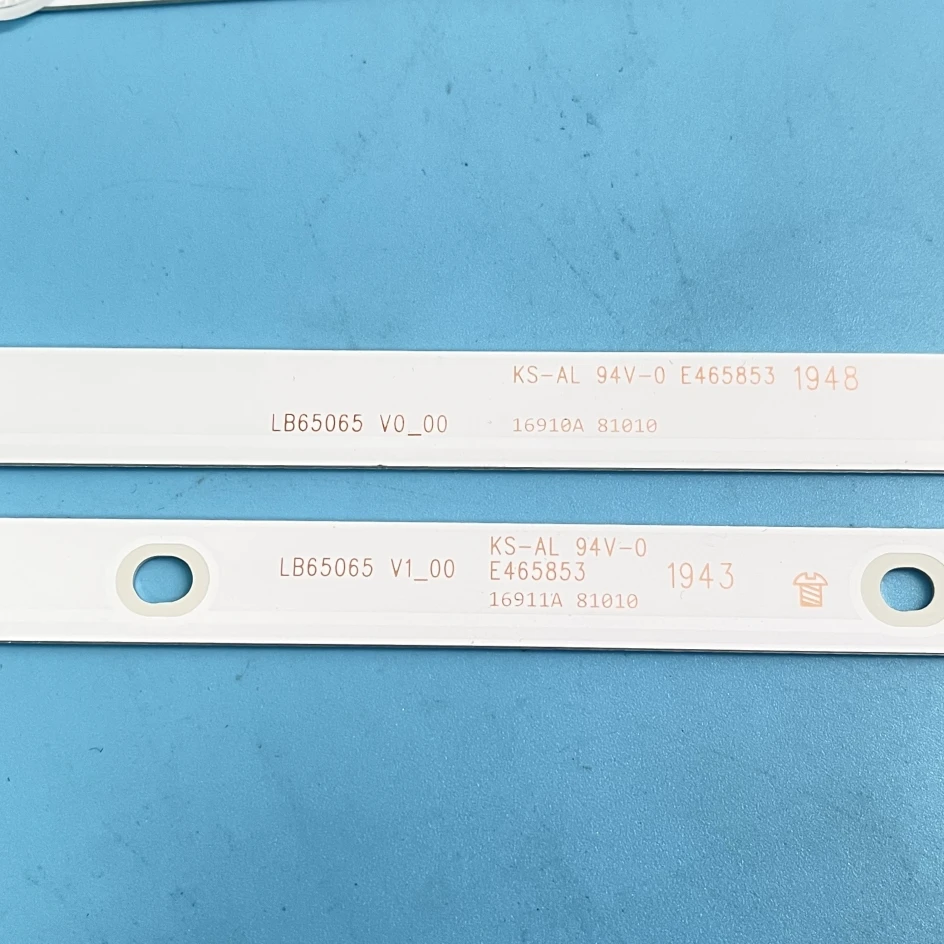 KS-AL 94V-0 E465853 1948
LB65065 V0_00 16910A 81010
KS-AL 94V-0
LB65065 V1_00 E465853 1943
16911A 81010